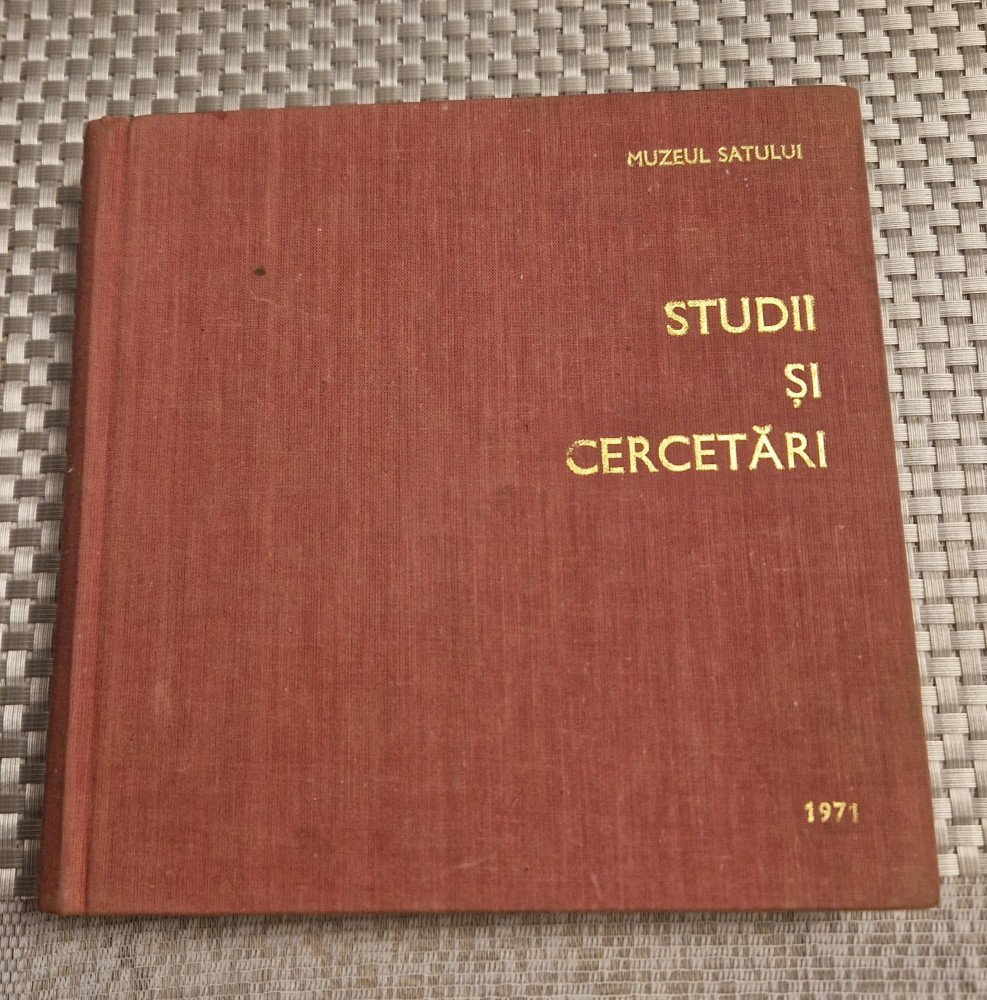 MUZEUL SATULUI
STUDII
ȘI
CERCETĂRI
1971